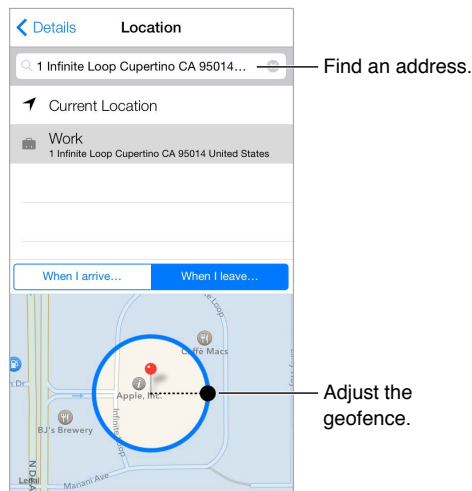 Details
Location
1 Infinite Loop Cupertino CA 95014…
Find an address.
Current Location
Work
1 Infinite Loop Cupertino CA 95014 United States
When I arrive…
When I leave…
Loop
Caffè Macs
Dr
Apple, Inc.
Infinite Loop
BJ's Brewery
Adjust the
geofence.
Legal
Mariani Ave